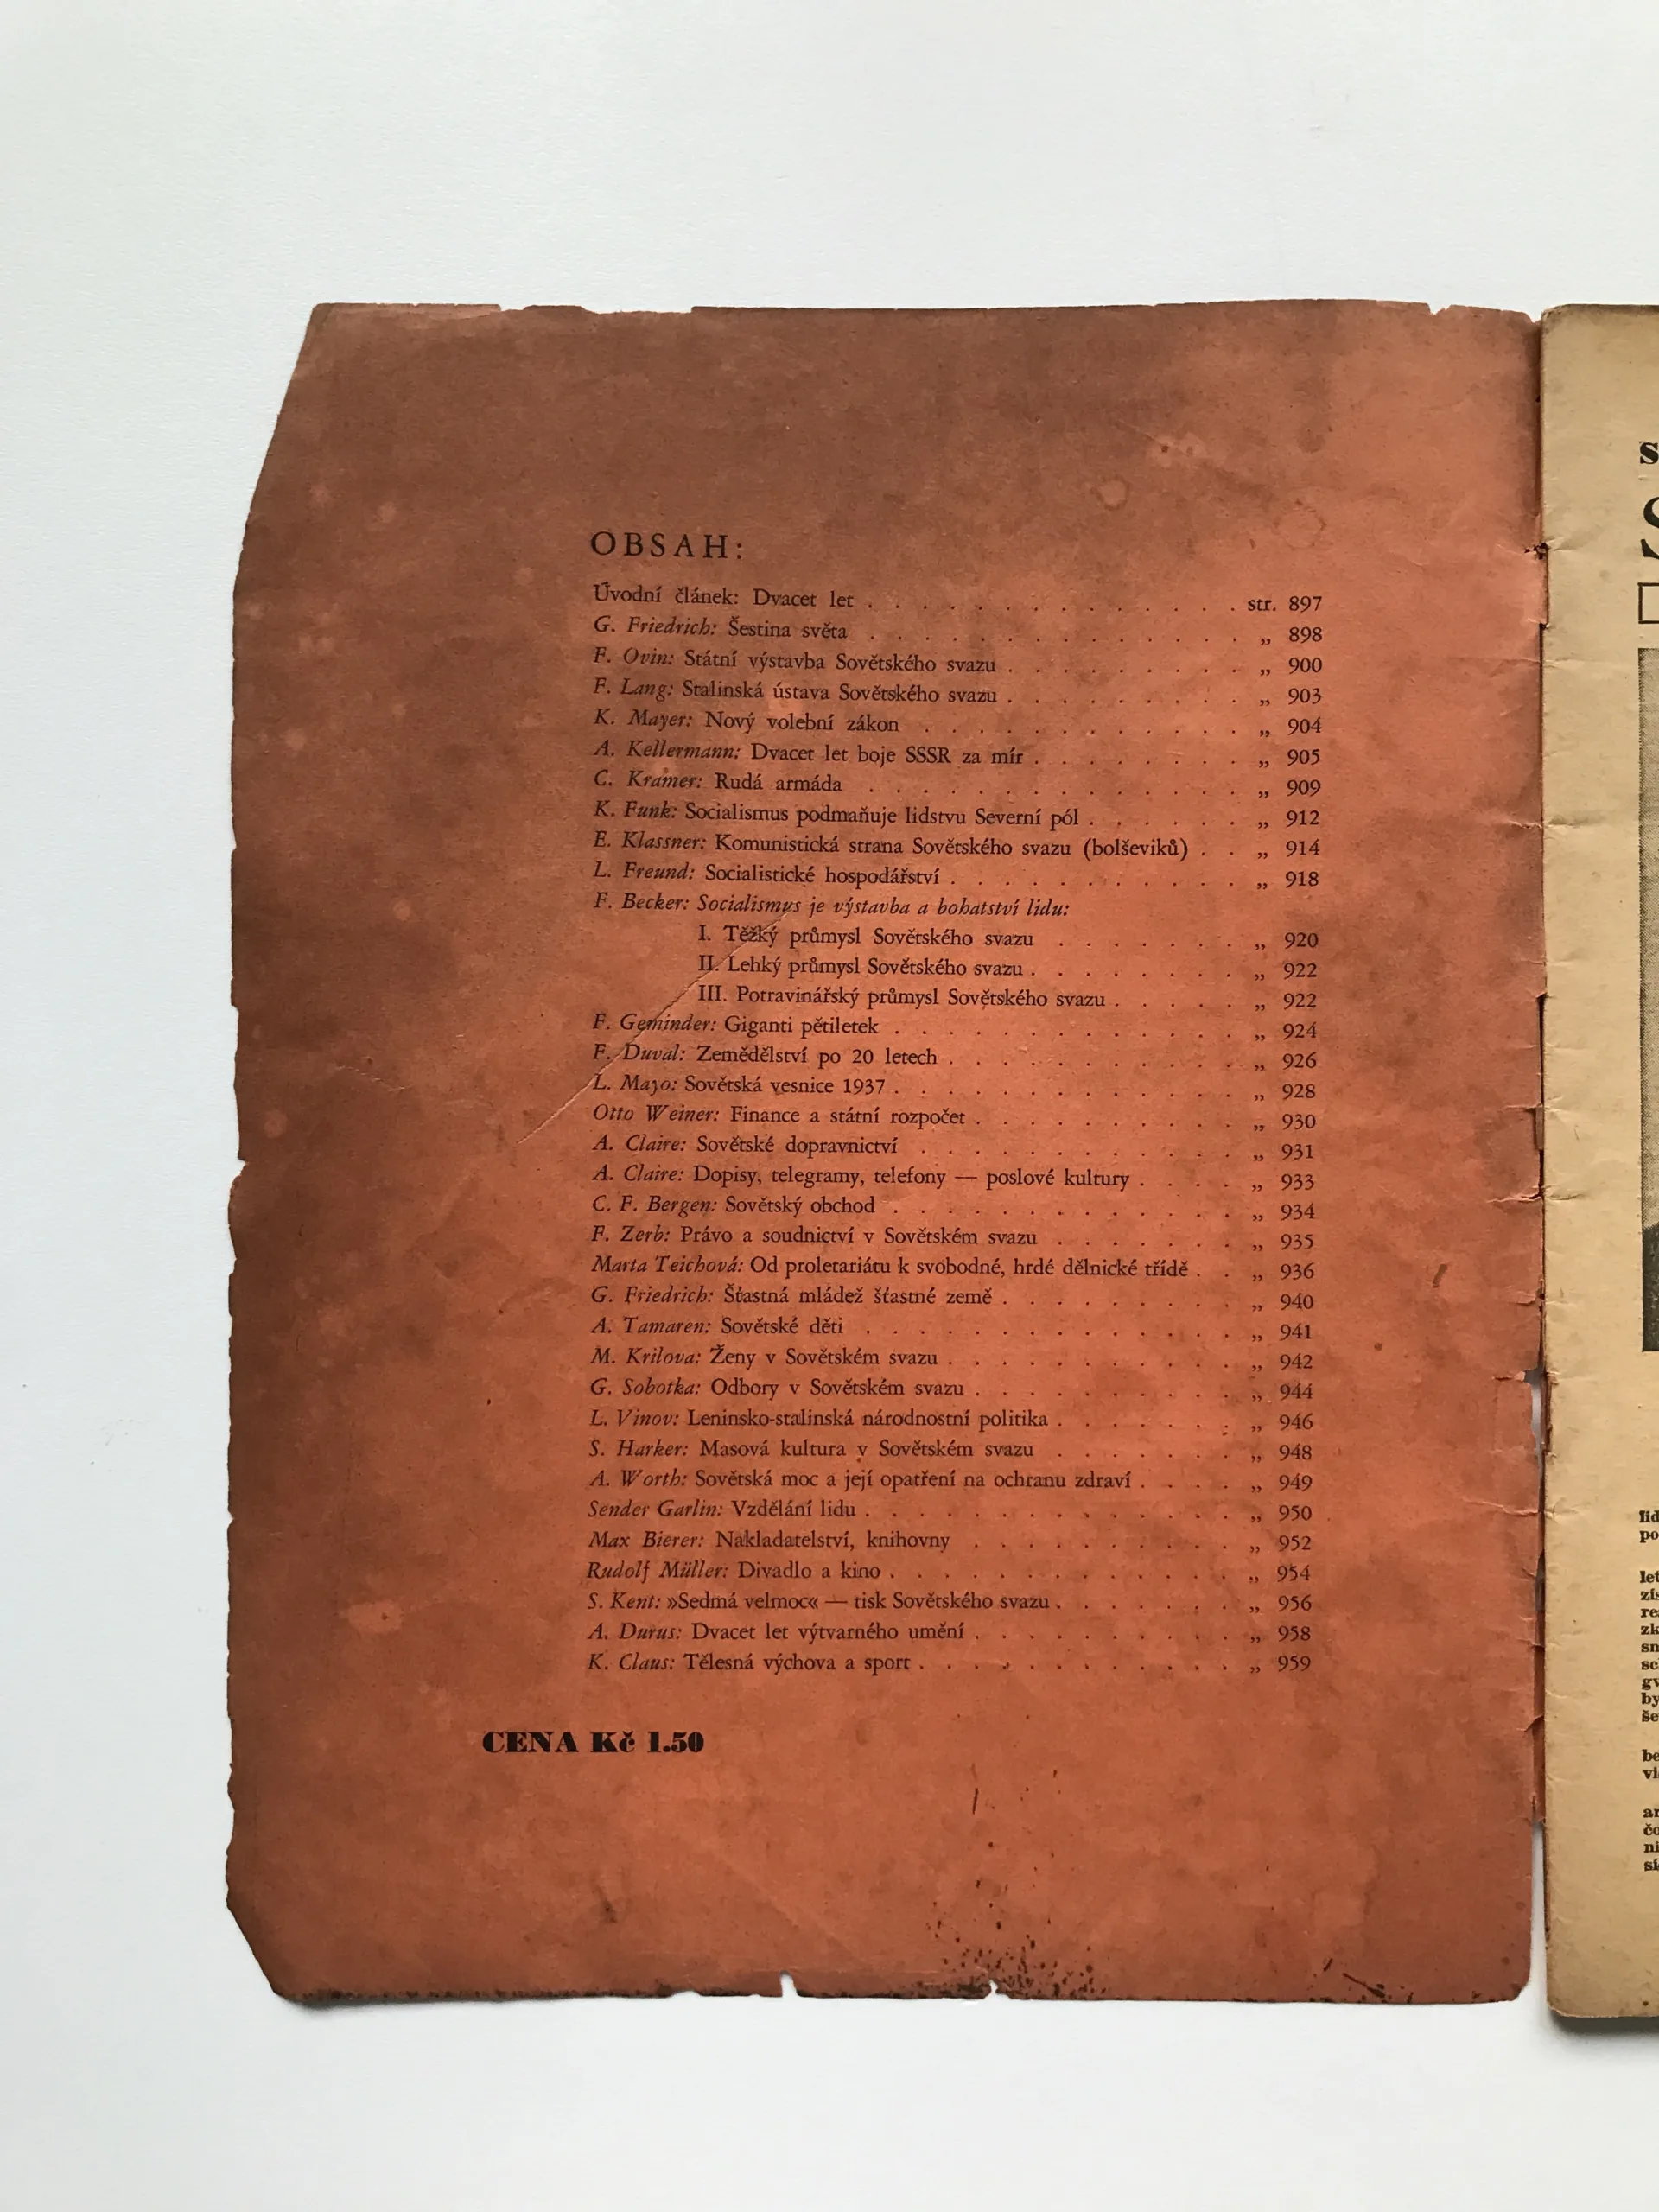 OBSAH:
Úvodní článek: Dvacet let . . . . . . . . . . . . . . str. 897
G. Friedrich: Šestina světa . . . . . . . . . . . . . . „ 898
F. Ovin: Státní výstavba Sovětského svazu . . . . . . . . . „ 900
F. Lang: Stalinská ústava Sovětského svazu . . . . . . . . . „ 903
K. Mayer: Nový volební zákon . . . . . . . . . . . . „ 904
A. Kellermann: Dvacet let boje SSSR za mír . . . . . . . . „ 905
C. Kramer: Rudá armáda . . . . . . . . . . . . . . „ 909
K. Funk: Socialismus podmaňuje lidstvu Severní pól . . . . . . „ 912
E. Klassner: Komunistická strana Sovětského svazu (bolševiků) . . „ 914
L. Freund: Socialistické hospodářství . . . . . . . . . . . „ 918
F. Becker: Socialismus je výstavba a bohatství lidu:
I. Těžký průmysl Sovětského svazu . . . . . . . „ 920
II. Lehký průmysl Sovětského svazu . . . . . . . . „ 922
III. Potravinářský průmysl Sovětského svazu . . . . . „ 922
F. Geminder: Giganti pětiletek . . . . . . . . . . . . . „ 924
F. Duval: Zemědělství po 20 letech . . . . . . . . . . . „ 926
L. Mayo: Sovětská vesnice 1937 . . . . . . . . . . . . . „ 928
Otto Weiner: Finance a státní rozpočet . . . . . . . . . . „ 930
A. Claire: Sovětské dopravnictví . . . . . . . . . . . . „ 931
A. Claire: Dopisy, telegramy, telefony — poslové kultury . . . . „ 933
C. F. Bergen: Sovětský obchod . . . . . . . . . . . . . „ 934
F. Zerb: Právo a soudnictví v Sovětském svazu . . . . . . . „ 935
Marta Teichová: Od proletariátu k svobodné, hrdé dělnické třídě . . „ 936
G. Friedrich: Šťastná mládež šťastné země . . . . . . . . . „ 940
A. Tamaren: Sovětské děti . . . . . . . . . . . . . . „ 941
M. Krilova: Ženy v Sovětském svazu . . . . . . . . . . . „ 942
G. Sobotka: Odbory v Sovětském svazu . . . . . . . . . . „ 944
L. Vinov: Leninsko-stalinská národnostní politika . . . . . . . „ 946
S. Harker: Masová kultura v Sovětském svazu . . . . . . . „ 948
A. Worth: Sovětská moc a její opatření na ochranu zdraví . . . . „ 949
Sender Garlin: Vzdělání lidu . . . . . . . . . . . . . . „ 950
Max Bierer: Nakladatelství, knihovny . . . . . . . . . . „ 952
Rudolf Müller: Divadlo a kino . . . . . . . . . . . . . „ 954
S. Kent: »Sedmá velmoc« — tisk Sovětského svazu . . . . . . . „ 956
A. Durus: Dvacet let výtvarného umění . . . . . . . . . . „ 958
K. Claus: Tělesná výchova a sport . . . . . . . . . . . . „ 959
CENA Kč 1.50